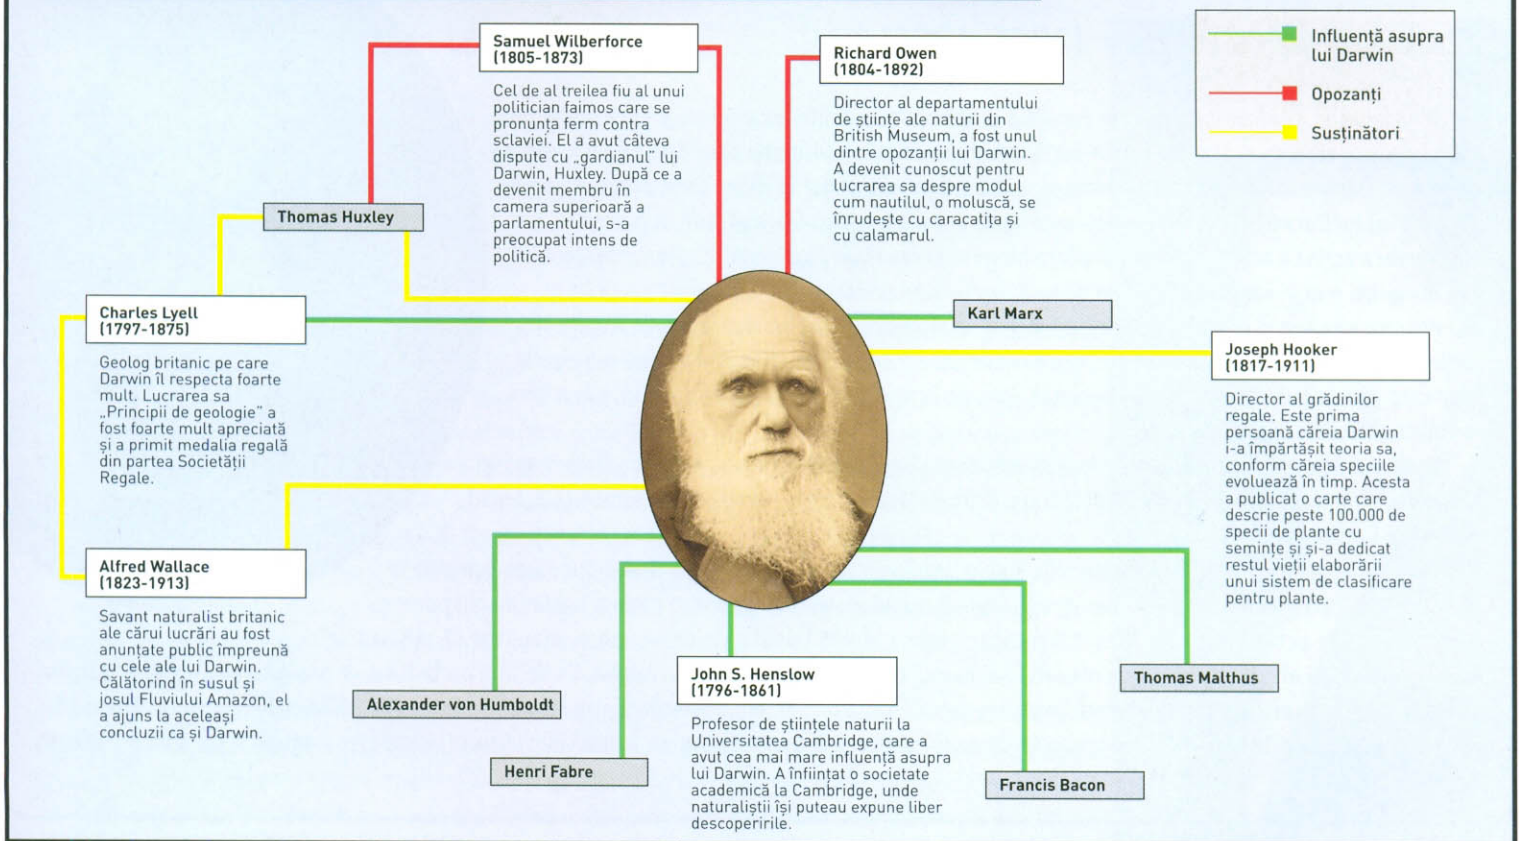 Samuel Wilberforce
(1805-1873)
Cel de al treilea fiu al unui
politician faimos care se
pronunța ferm contra
sclaviei. El a avut câteva
dispute cu „gardianul” lui
Darwin, Huxley. După ce a
devenit membru în
camera superioară a
parlamentului, s-a
preocupat intens de
politică.
Richard Owen
(1804-1892)
Director al departamentului
de științe ale naturii din
British Museum, a fost unul
dintre opozanții lui Darwin.
A devenit cunoscut pentru
lucrarea sa despre modul
cum nautilul, o moluscă, se
înrudește cu caracatița și
cu calamarul.
Influență asupra
lui Darwin
Opozanți
Susținători
Thomas Huxley
Charles Lyell
(1797-1875)
Geolog britanic pe care
Darwin îl respecta foarte
mult. Lucrarea sa
„Principii de geologie” a
fost foarte mult apreciată
și a primit medalia regală
din partea Societății
Regale.
Karl Marx
Joseph Hooker
(1817-1911)
Director al grădinilor
regale. Este prima
persoană căreia Darwin
i-a împărtășit teoria sa,
conform căreia speciile
evoluează în timp. Acesta
a publicat o carte care
descrie peste 100.000 de
specii de plante cu
semințe și și-a dedicat
restul vieții elaborării
unui sistem de clasificare
pentru plante.
Alfred Wallace
(1823-1913)
Savant naturalist britanic
ale cărui lucrări au fost
anunțate public împreună
cu cele ale lui Darwin.
Călătorind în susul și
josul Fluviului Amazon, el
a ajuns la aceleași
concluzii ca și Darwin.
Alexander von Humboldt
Henri Fabre
John S. Henslow
(1796-1861)
Profesor de științele naturii la
Universitatea Cambridge, care a
avut cea mai mare influență asupra
lui Darwin. A înființat o societate
academică la Cambridge, unde
naturaliștii își puteau expune liber
descoperirile.
Francis Bacon
Thomas Malthus